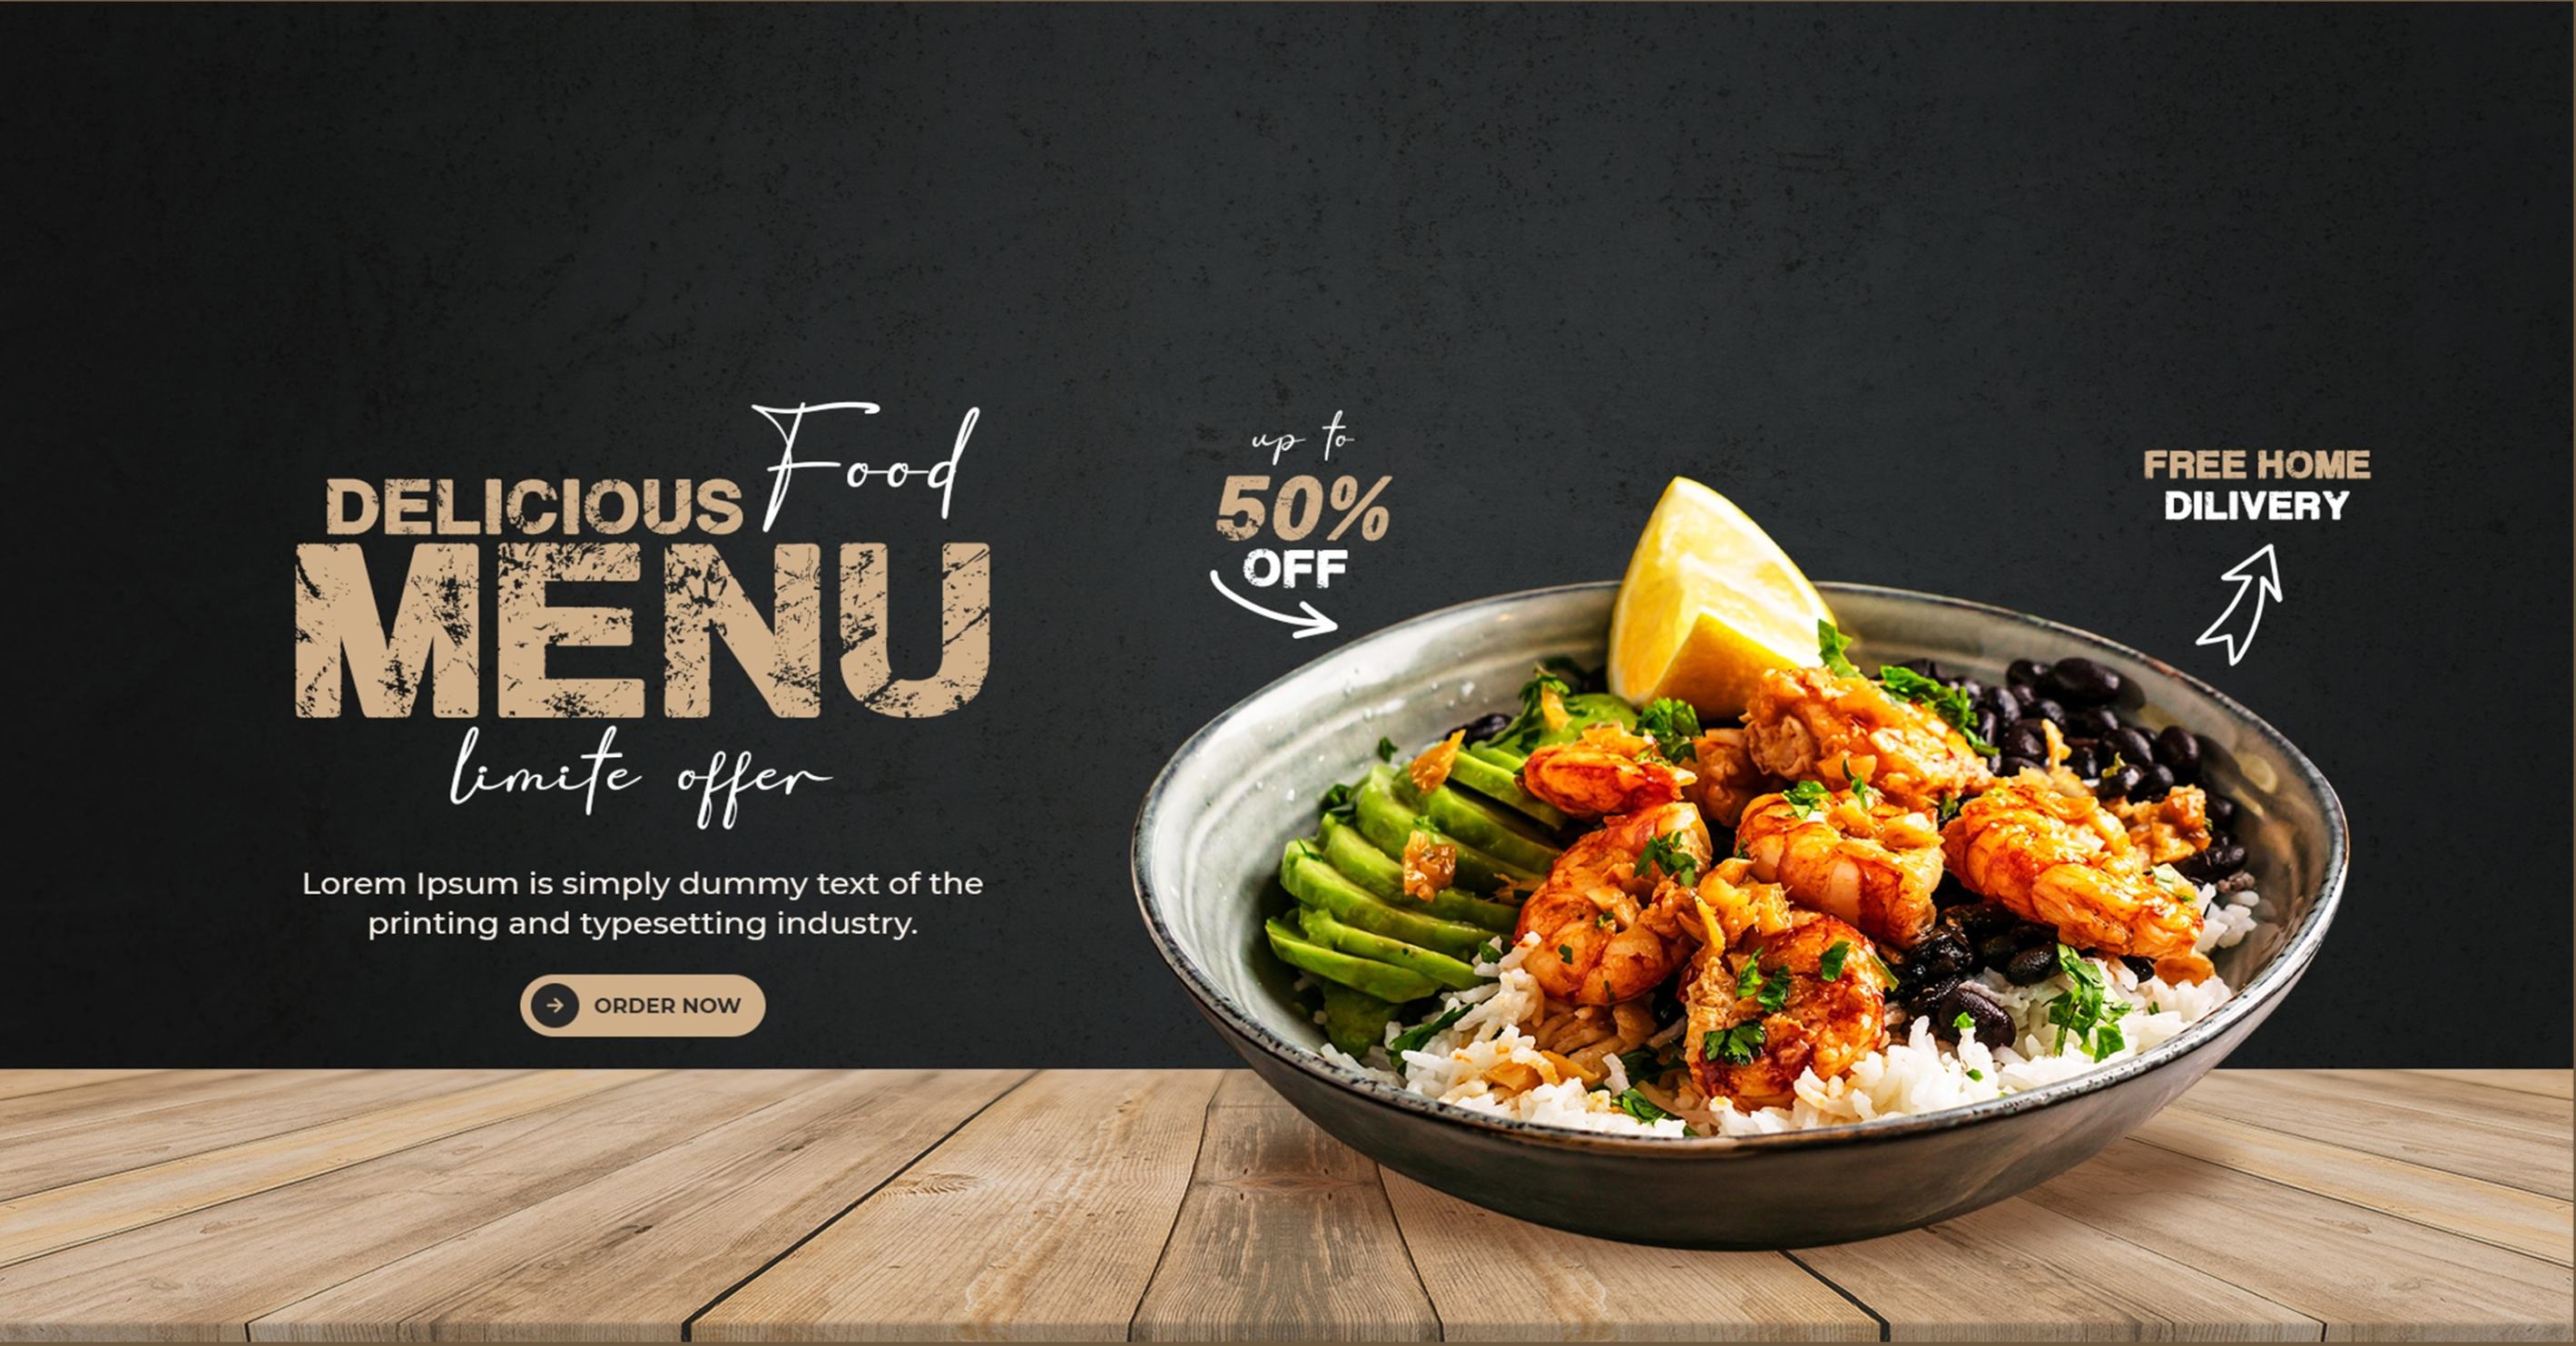 Food
DELICIOUS
MENU
limite offer
Lorem Ipsum is simply dummy text of the
printing and typesetting industry.
ORDER NOW
up to
50%
OFF
FREE HOME
DILIVERY